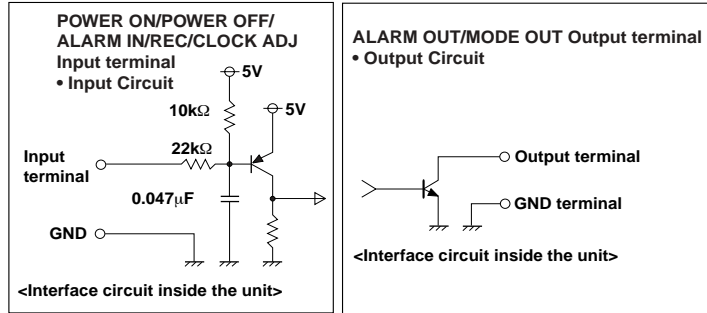 POWER ON/POWER OFF/
ALARM IN/REC/CLOCK ADJ
Input terminal
• Input Circuit
5V
10kΩ
5V
22kΩ
Input
terminal
0.047μF
GND
<Interface circuit inside the unit>
ALARM OUT/MODE OUT Output terminal
• Output Circuit
Output terminal
GND terminal
<Interface circuit inside the unit>